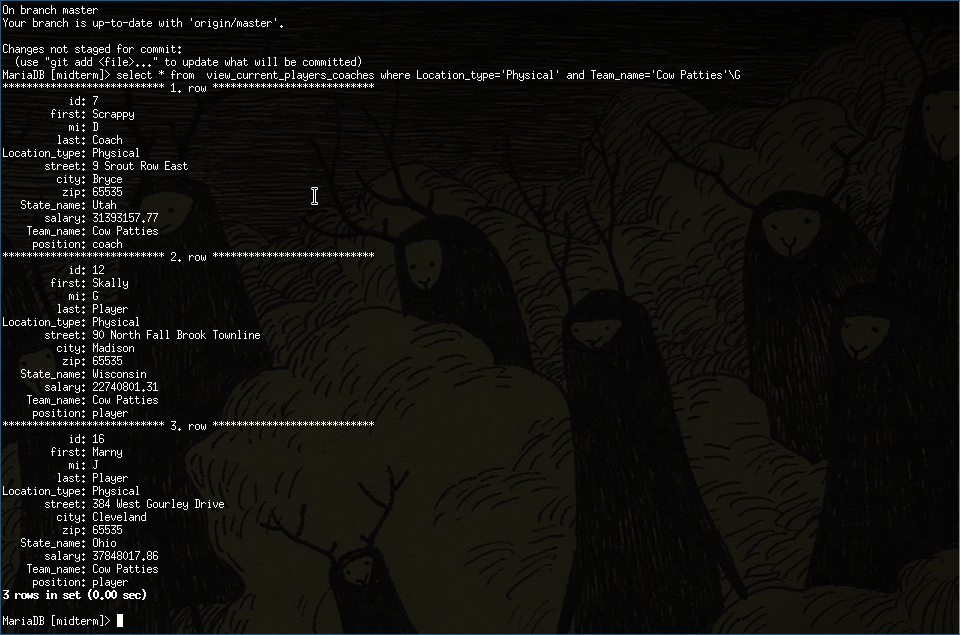 On branch master
Your branch is up-to-date with 'origin/master'.
Changes not staged for commit:
  (use "git add <file>..." to update what will be committed)
MariaDB [midterm]> select * from  view_current_players_coaches where Location_type='Physical' and Team_name='Cow Patties'\G
*************************** 1. row ***************************
           id: 7
        first: Scrappy
           mi: D
         last: Coach
Location_type: Physical
       street: 9 Srout Row East
         city: Bryce
          zip: 65535
   State_name: Utah
       salary: 31393157.77
    Team_name: Cow Patties
     position: coach
*************************** 2. row ***************************
           id: 12
        first: Skally
           mi: G
         last: Player
Location_type: Physical
       street: 90 North Fall Brook Townline
         city: Madison
          zip: 65535
   State_name: Wisconsin
       salary: 22740801.31
    Team_name: Cow Patties
     position: player
*************************** 3. row ***************************
           id: 16
        first: Marny
           mi: J
         last: Player
Location_type: Physical
       street: 384 West Gourley Drive
         city: Cleveland
          zip: 65535
   State_name: Ohio
       salary: 37848017.86
    Team_name: Cow Patties
     position: player
3 rows in set (0.00 sec)
MariaDB [midterm]>